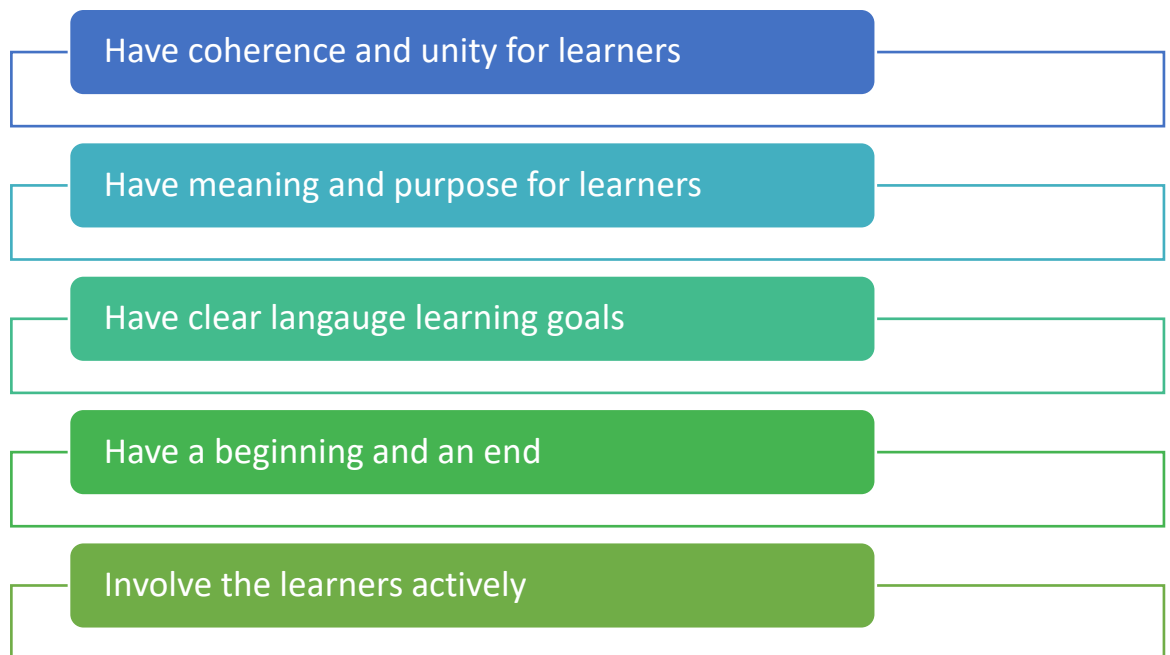 Have coherence and unity for learners
Have meaning and purpose for learners
Have clear langauge learning goals
Have a beginning and an end
Involve the learners actively